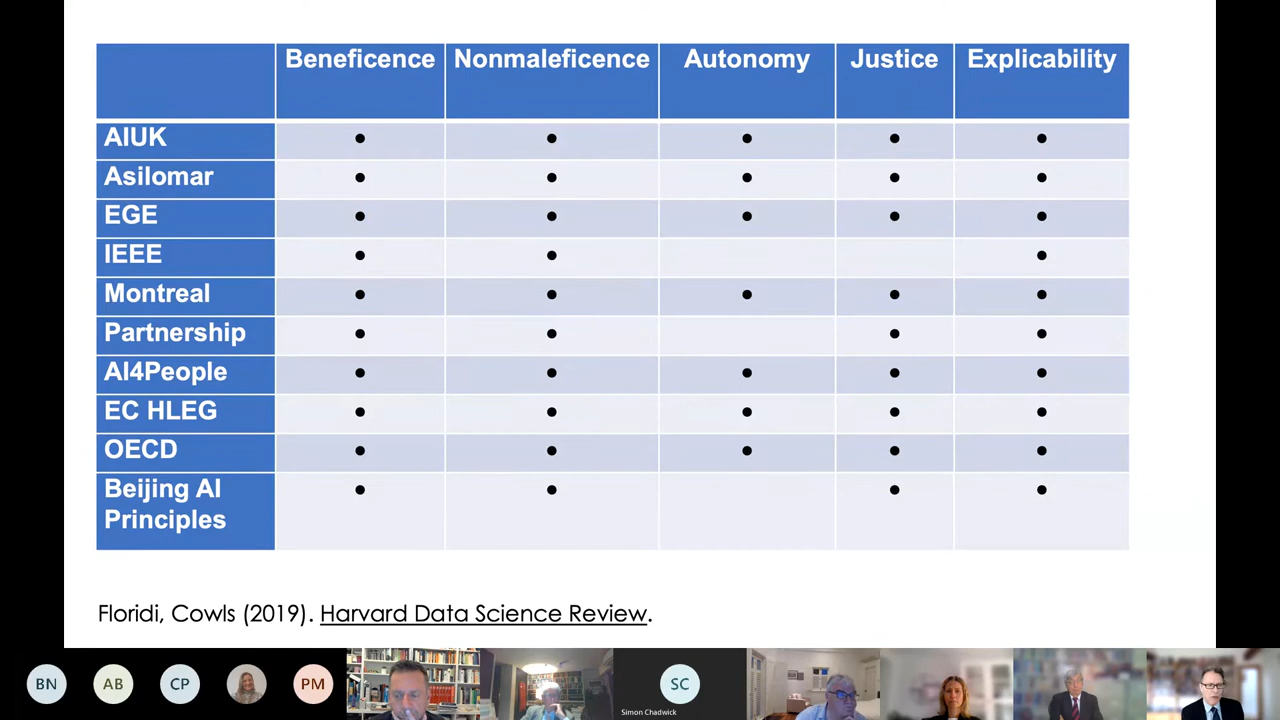 Beneficence Nonmaleficence Autonomy Justice Explicability
AIUK • • • • •
Asilomar • • • • •
EGE • • • • •
IEEE • • •
Montreal • • • • •
Partnership • • • •
AI4People • • • • •
EC HLEG • • • • •
OECD • • • • •
Beijing AI • • • •
Principles
Floridi, Cowls (2019). Harvard Data Science Review.
BN AB CP PM SC
Simon Chadwick